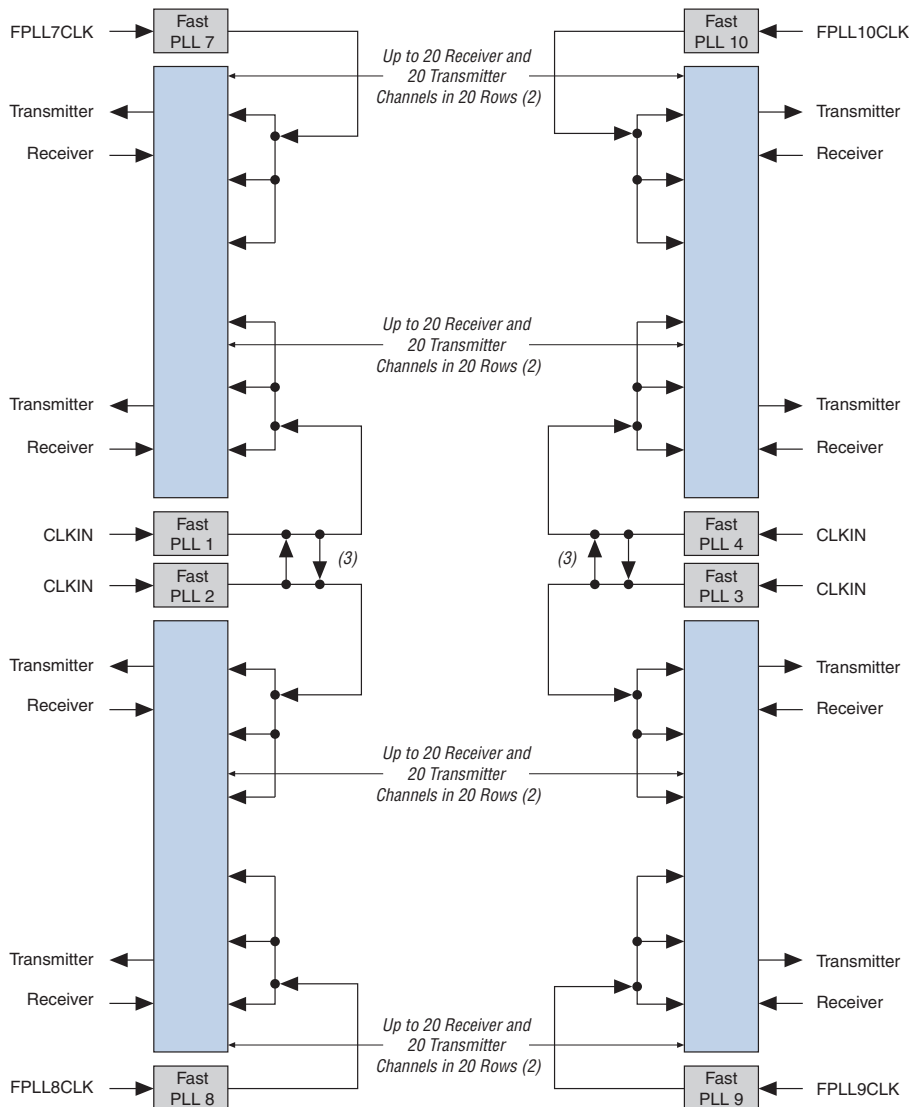 FPLL7CLK
Fast
PLL 7
Fast
PLL 10
FPLL10CLK
Up to 20 Receiver and
20 Transmitter
Channels in 20 Rows (2)
Transmitter
Transmitter
Receiver
Receiver
Up to 20 Receiver and
20 Transmitter
Channels in 20 Rows (2)
Transmitter
Transmitter
Receiver
Receiver
CLKIN
Fast
PLL 1
(3)
(3)
Fast
PLL 4
CLKIN
CLKIN
Fast
PLL 2
Fast
PLL 3
CLKIN
Transmitter
Transmitter
Receiver
Receiver
Up to 20 Receiver and
20 Transmitter
Channels in 20 Rows (2)
Transmitter
Transmitter
Receiver
Receiver
Up to 20 Receiver and
20 Transmitter
Channels in 20 Rows (2)
FPLL8CLK
Fast
PLL 8
Fast
PLL 9
FPLL9CLK